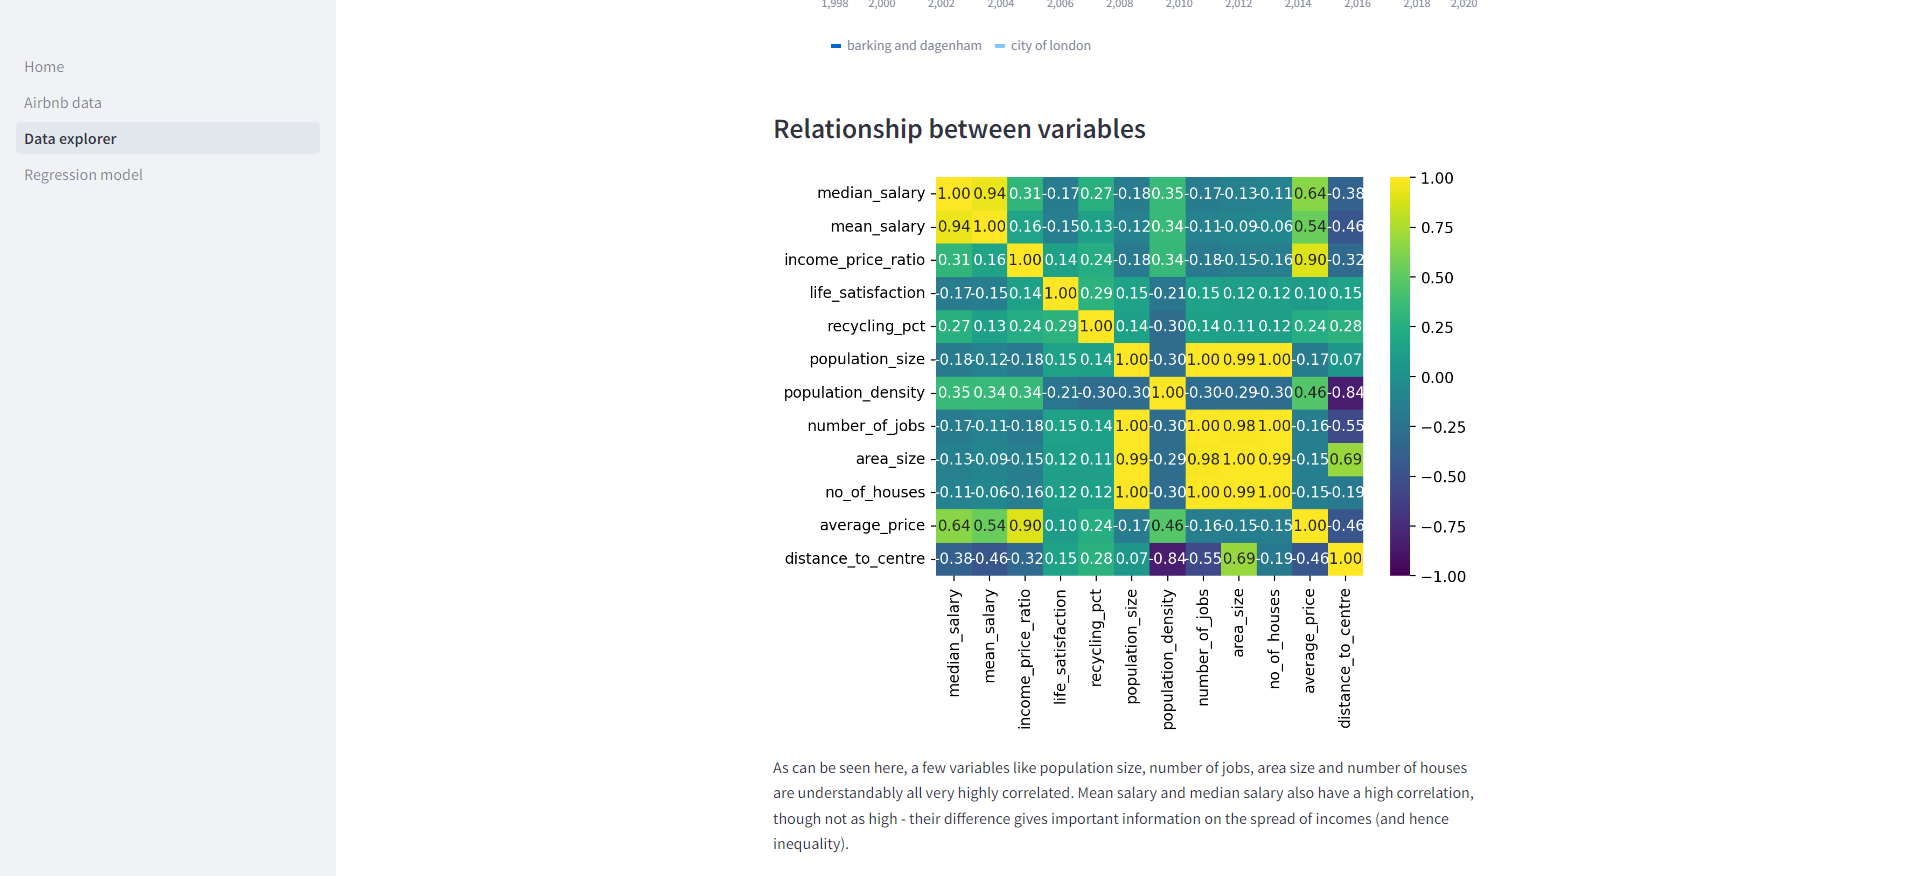 1,998 2,000 2,002 2,004 2,006 2,008 2,010 2,012 2,014 2,016 2,018 2,020
barking and dagenham city of london
Home
Airbnb data
Data explorer
Regression model
Relationship between variables
median_salary 1.00 0.94 0.31 -0.17 0.27 -0.18 0.35 -0.17 -0.13 -0.11 0.64 -0.38
mean_salary 0.94 1.00 0.16 -0.15 0.13 -0.12 0.34 -0.11 -0.09 -0.06 0.54 -0.46
income_price_ratio 0.31 0.16 1.00 0.14 0.24 -0.18 0.34 -0.18 -0.15 -0.16 0.90 -0.32
life_satisfaction -0.17 -0.15 0.14 1.00 0.29 0.15 -0.21 0.15 0.12 0.12 0.10 0.15
recycling_pct 0.27 0.13 0.24 0.29 1.00 0.14 -0.30 0.14 0.11 0.12 0.24 0.28
population_size -0.18 -0.12 -0.18 0.15 0.14 1.00 -0.30 1.00 0.99 1.00 -0.17 0.07
population_density 0.35 0.34 0.34 -0.21 -0.30 -0.30 1.00 -0.30 -0.29 -0.30 0.46 -0.84
number_of_jobs -0.17 -0.11 -0.18 0.15 0.14 1.00 -0.30 1.00 0.98 1.00 -0.16 -0.55
area_size -0.13 -0.09 -0.15 0.12 0.11 0.99 -0.29 0.98 1.00 0.99 -0.15 0.69
no_of_houses -0.11 -0.06 -0.16 0.12 0.12 1.00 -0.30 1.00 0.99 1.00 -0.15 -0.19
average_price 0.64 0.54 0.90 0.10 0.24 -0.17 0.46 -0.16 -0.15 -0.15 1.00 -0.46
distance_to_centre -0.38 -0.46 -0.32 0.15 0.28 0.07 -0.84 -0.55 0.69 -0.19 -0.46 1.00
median_salary
mean_salary
income_price_ratio
life_satisfaction
recycling_pct
population_size
population_density
number_of_jobs
area_size
no_of_houses
average_price
distance_to_centre
1.00
0.75
0.50
0.25
0.00
−0.25
−0.50
−0.75
−1.00
As can be seen here, a few variables like population size, number of jobs, area size and number of houses
are understandably all very highly correlated. Mean salary and median salary also have a high correlation,
though not as high - their difference gives important information on the spread of incomes (and hence
inequality).